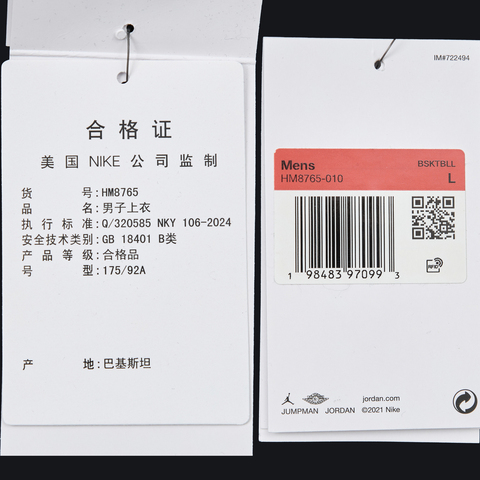 合格证
美国 NIKE 公司监制
货 号:HM8765
品 名:男子上衣
执行标准:Q/320585 NKY 106-2024
安全技术类别:GB 18401 B类
产品等级:合格品
号 型:175/92A
产 地:巴基斯坦
IM#722494
Mens BSKTBLL
HM8765-010 L
1 98483 97099 3
RFID
JUMPMAN JORDAN
jordan.com
©2021 Nike